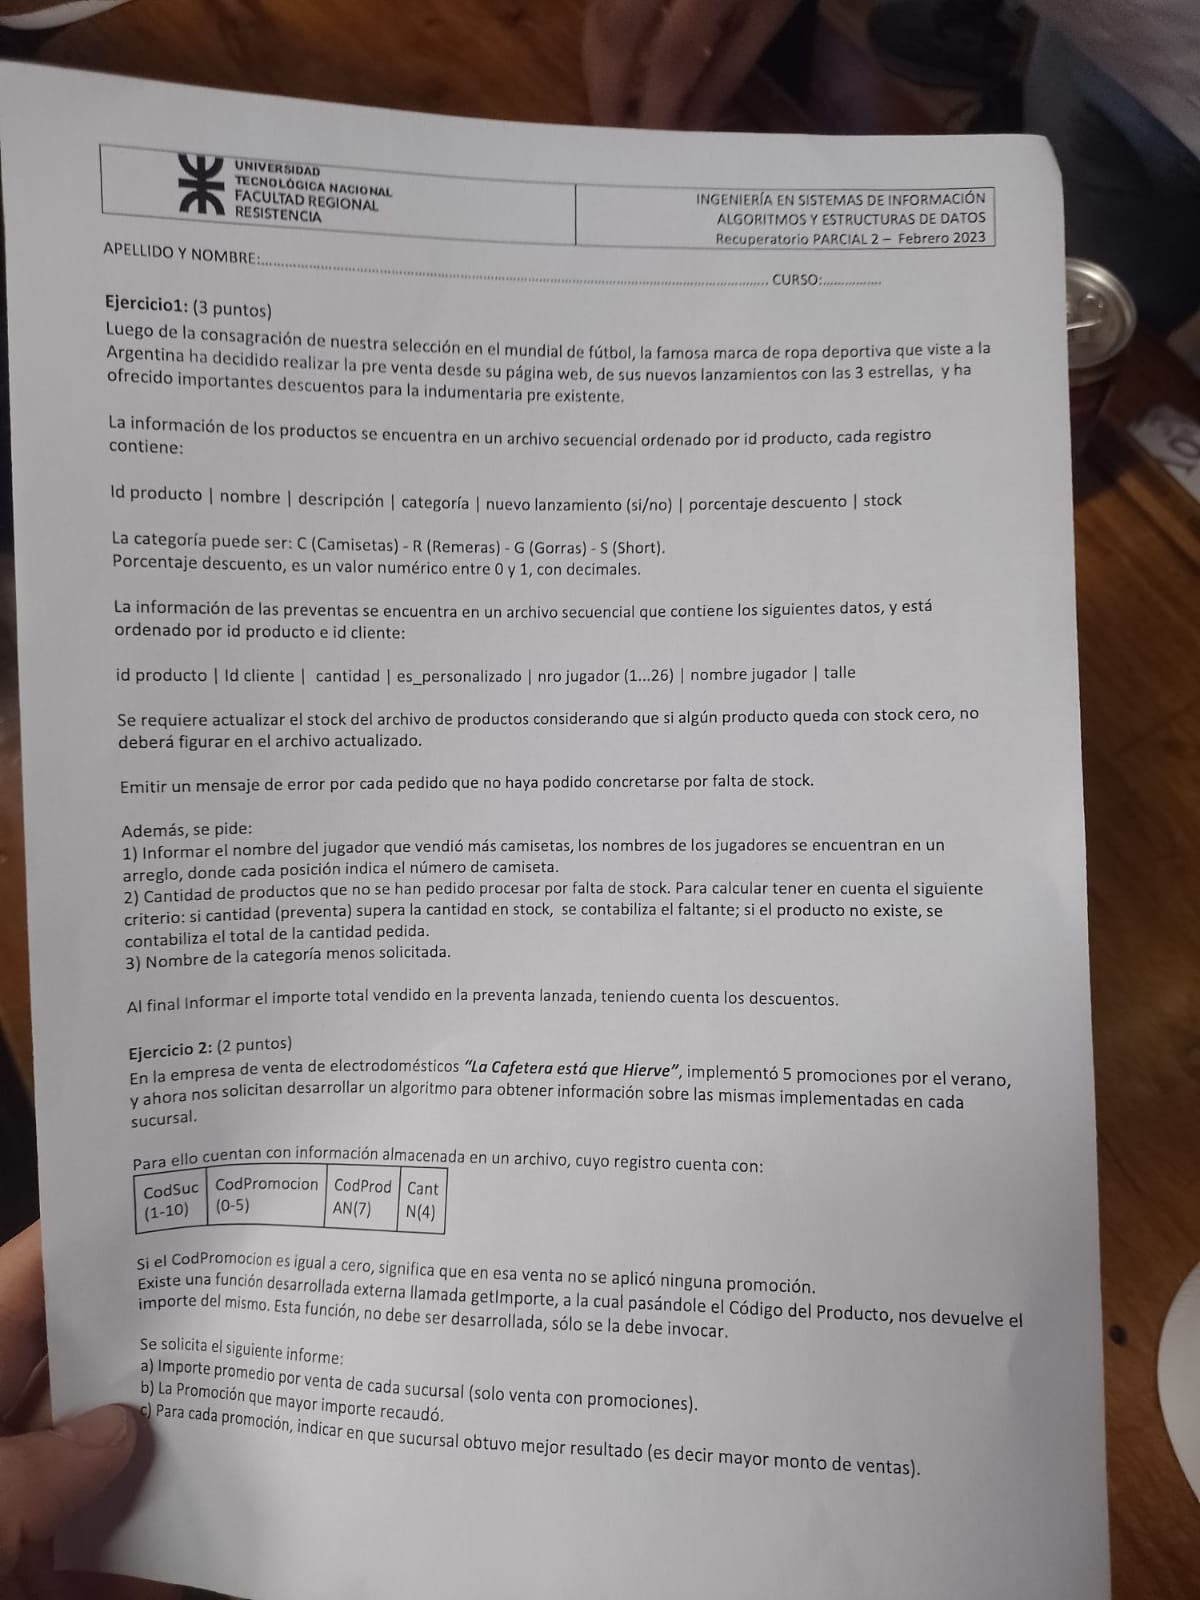 UNIVERSIDAD
TECNOLÓGICA NACIONAL
FACULTAD REGIONAL
RESISTENCIA
INGENIERÍA EN SISTEMAS DE INFORMACIÓN
ALGORITMOS Y ESTRUCTURAS DE DATOS
Recuperatorio PARCIAL 2 – Febrero 2023
APELLIDO Y NOMBRE:............................................................ CURSO:................
Ejercicio1: (3 puntos)
Luego de la consagración de nuestra selección en el mundial de fútbol, la famosa marca de ropa deportiva que viste a la
Argentina ha decidido realizar la pre venta desde su página web, de sus nuevos lanzamientos con las 3 estrellas, y ha
ofrecido importantes descuentos para la indumentaria pre existente.
La información de los productos se encuentra en un archivo secuencial ordenado por id producto, cada registro
contiene:
Id producto | nombre | descripción | categoría | nuevo lanzamiento (si/no) | porcentaje descuento | stock
La categoría puede ser: C (Camisetas) - R (Remeras) - G (Gorras) - S (Short).
Porcentaje descuento, es un valor numérico entre 0 y 1, con decimales.
La información de las preventas se encuentra en un archivo secuencial que contiene los siguientes datos, y está
ordenado por id producto e id cliente:
id producto | Id cliente | cantidad | es_personalizado | nro jugador (1...26) | nombre jugador | talle
Se requiere actualizar el stock del archivo de productos considerando que si algún producto queda con stock cero, no
deberá figurar en el archivo actualizado.
Emitir un mensaje de error por cada pedido que no haya podido concretarse por falta de stock.
Además, se pide:
1) Informar el nombre del jugador que vendió más camisetas, los nombres de los jugadores se encuentran en un
arreglo, donde cada posición indica el número de camiseta.
2) Cantidad de productos que no se han pedido procesar por falta de stock. Para calcular tener en cuenta el siguiente
criterio: si cantidad (preventa) supera la cantidad en stock, se contabiliza el faltante; si el producto no existe, se
contabiliza el total de la cantidad pedida.
3) Nombre de la categoría menos solicitada.
Al final Informar el importe total vendido en la preventa lanzada, teniendo cuenta los descuentos.
Ejercicio 2: (2 puntos)
En la empresa de venta de electrodomésticos “La Cafetera está que Hierve”, implementó 5 promociones por el verano,
y ahora nos solicitan desarrollar un algoritmo para obtener información sobre las mismas implementadas en cada
sucursal.
Para ello cuentan con información almacenada en un archivo, cuyo registro cuenta con:
CodSuc CodPromocion CodProd Cant
(1-10) (0-5) AN(7) N(4)
Si el CodPromocion es igual a cero, significa que en esa venta no se aplicó ninguna promoción.
Existe una función desarrollada externa llamada getImporte, a la cual pasándole el Código del Producto, nos devuelve el
importe del mismo. Esta función, no debe ser desarrollada, sólo se la debe invocar.
Se solicita el siguiente informe:
a) Importe promedio por venta de cada sucursal (solo venta con promociones).
b) La Promoción que mayor importe recaudó.
c) Para cada promoción, indicar en que sucursal obtuvo mejor resultado (es decir mayor monto de ventas).